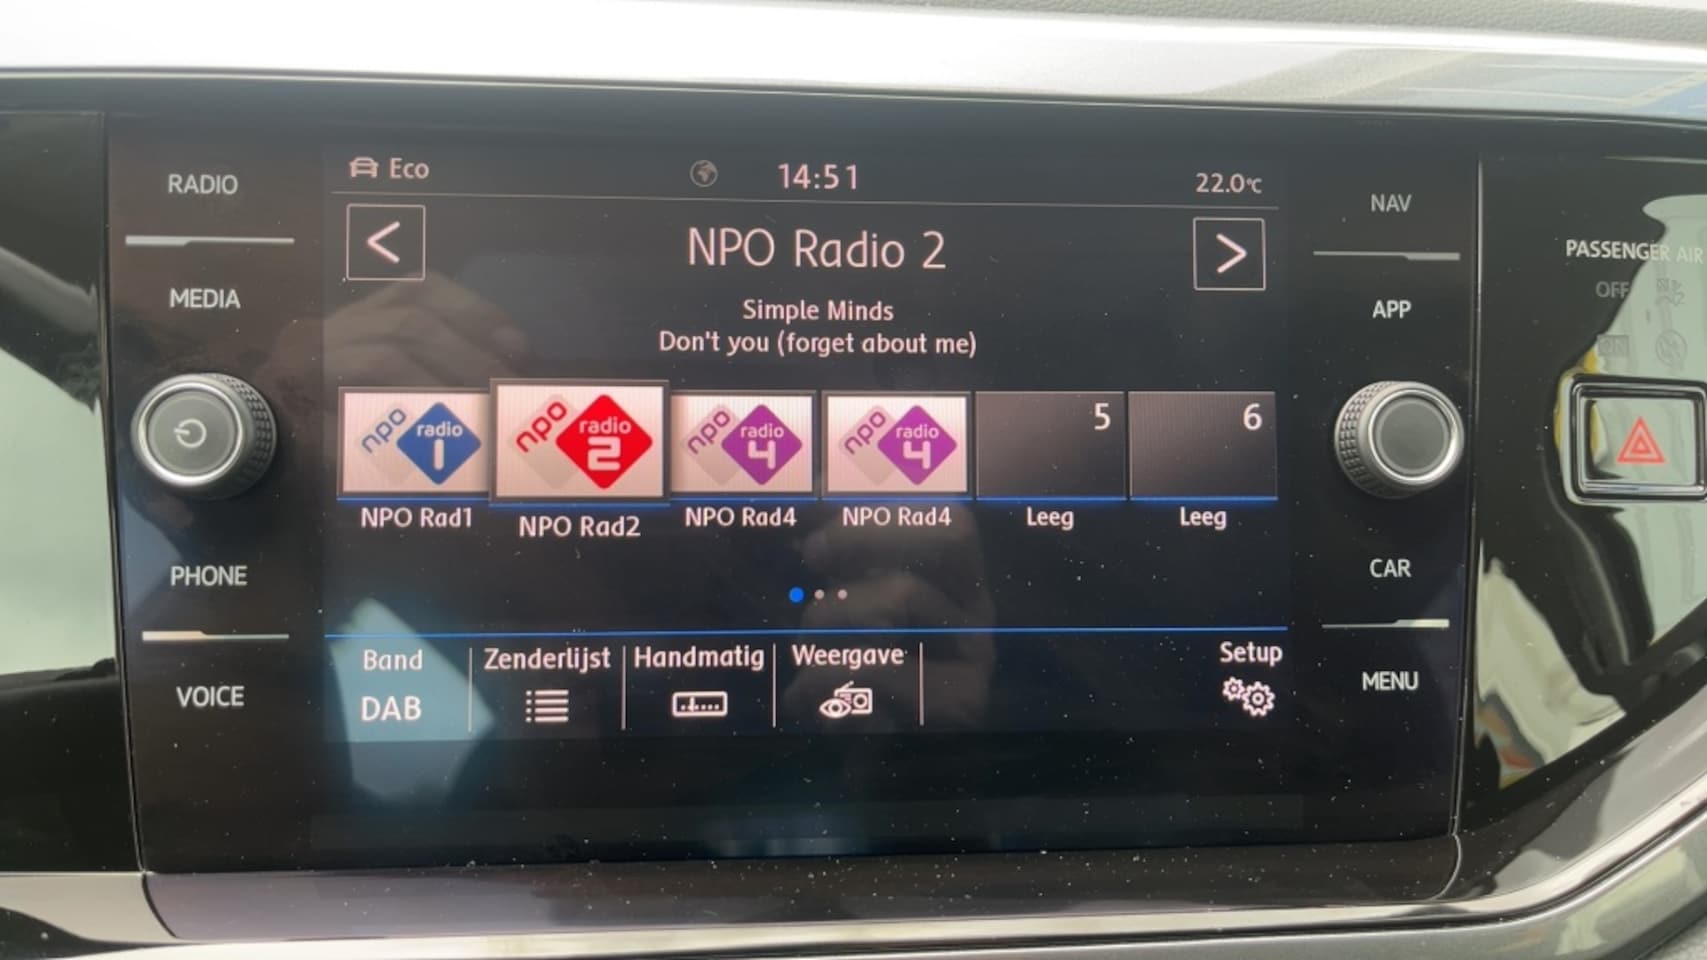 RADIO
MEDIA
PHONE
VOICE
Eco
14:51
22.0°C
<
NPO Radio 2
>
Simple Minds
Don't you (forget about me)
npo radio 1
npo radio 2
npo radio 4
npo radio 4
5
6
NPO Rad1
NPO Rad2
NPO Rad4
NPO Rad4
Leeg
Leeg
Band
DAB
Zenderlijst
Handmatig
Weergave
Setup
NAV
APP
CAR
MENU
PASSENGER AIR
OFF
ON